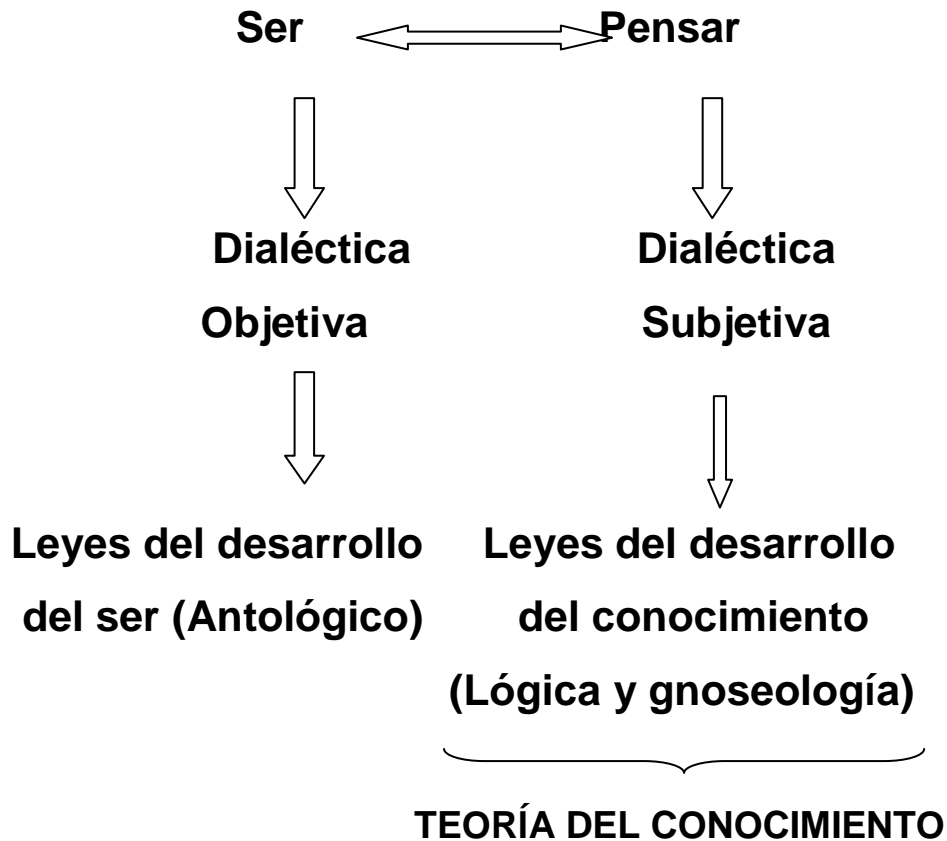 Ser Pensar
Dialéctica Dialéctica
Objetiva Subjetiva
Leyes del desarrollo Leyes del desarrollo
del ser (Antológico) del conocimiento
(Lógica y gnoseología)
TEORÍA DEL CONOCIMIENTO